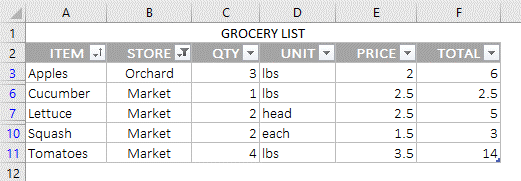 A B C D E F
1 GROCERY LIST
2 ITEM STORE QTY UNIT PRICE TOTAL
3 Apples Orchard 3 lbs 2 6
6 Cucumber Market 1 lbs 2.5 2.5
7 Lettuce Market 2 head 2.5 5
10 Squash Market 2 each 1.5 3
11 Tomatoes Market 4 lbs 3.5 14
12